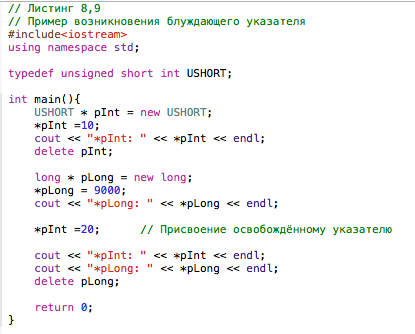 // Листинг 8,9
// Пример возникновения блуждающего указателя
#include<iostream>
using namespace std;
typedef unsigned short int USHORT;
int main(){
USHORT * pInt = new USHORT;
*pInt =10;
cout << "*pInt: " << *pInt << endl;
delete pInt;
long * pLong = new long;
*pLong = 9000;
cout << "*pLong: " << *pLong << endl;
*pInt =20; // Присвоение освобождённому указателю
cout << "*pInt: " << *pInt << endl;
cout << "*pLong: " << *pLong << endl;
delete pLong;
return 0;
}